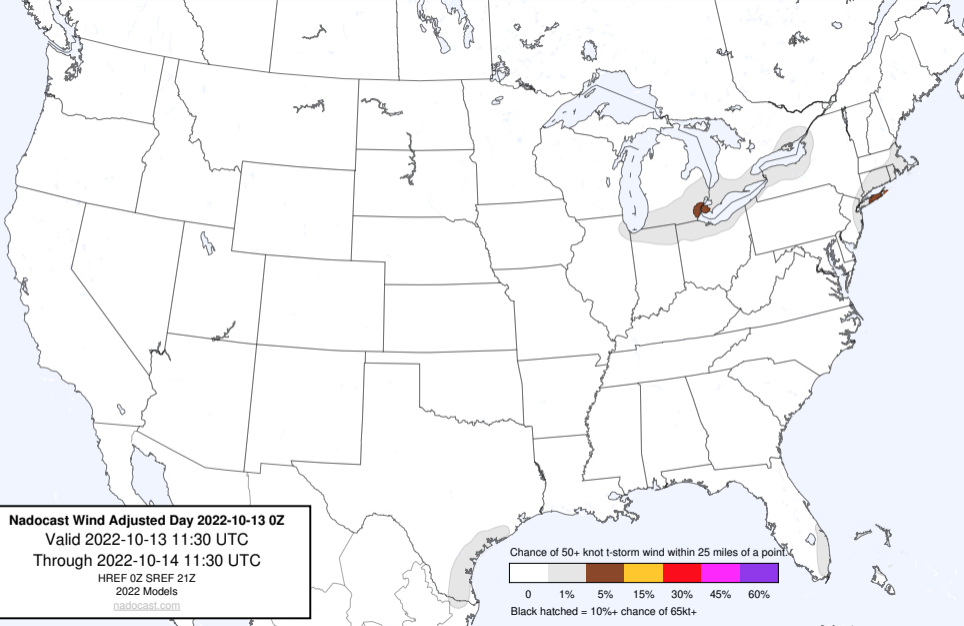 Nadocast Wind Adjusted Day 2022-10-13 0Z
Valid 2022-10-13 11:30 UTC
Through 2022-10-14 11:30 UTC
HREF 0Z SREF 21Z
2022 Models
nadocast.com
Chance of 50+ knot t-storm wind within 25 miles of a point.
0 1% 5% 15% 30% 45% 60%
Black hatched = 10%+ chance of 65kt+